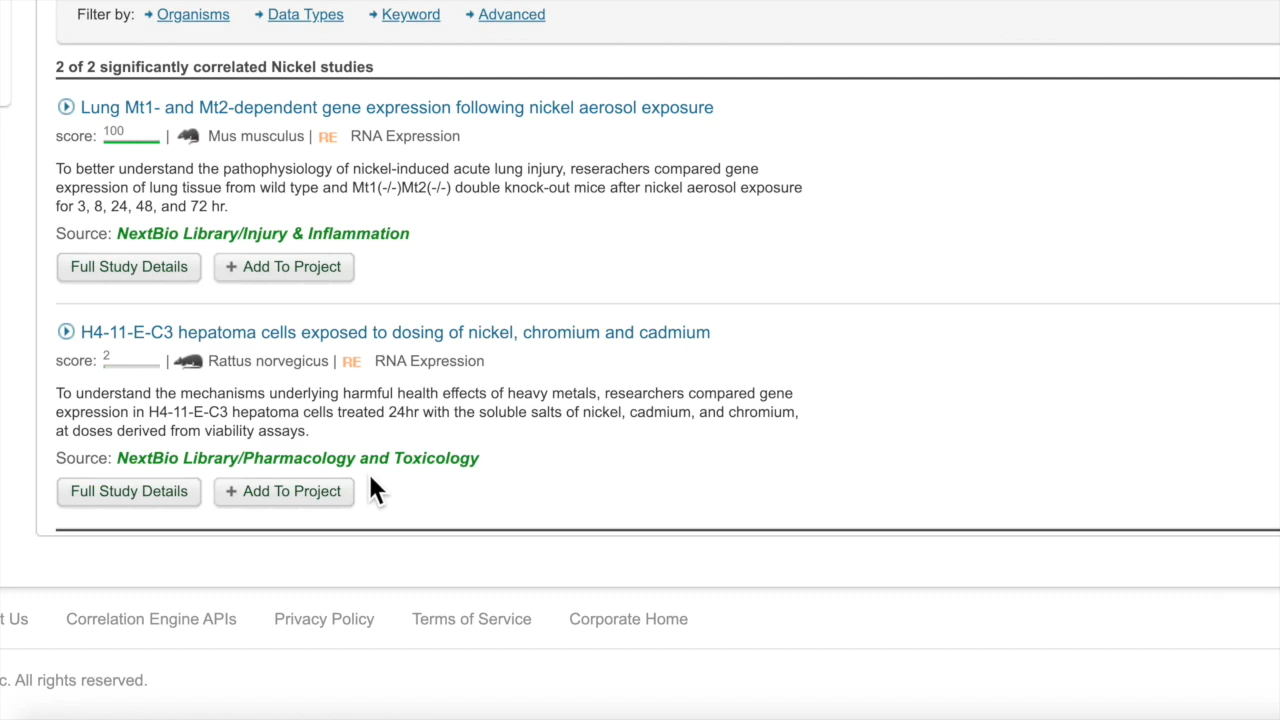 Filter by: Organisms Data Types Keyword Advanced
2 of 2 significantly correlated Nickel studies
Lung Mt1- and Mt2-dependent gene expression following nickel aerosol exposure
score: 100 | Mus musculus | RE RNA Expression
To better understand the pathophysiology of nickel-induced acute lung injury, reserachers compared gene
expression of lung tissue from wild type and Mt1(-/-)Mt2(-/-) double knock-out mice after nickel aerosol exposure
for 3, 8, 24, 48, and 72 hr.
Source: NextBio Library/Injury & Inflammation
Full Study Details + Add To Project
H4-11-E-C3 hepatoma cells exposed to dosing of nickel, chromium and cadmium
score: 2 | Rattus norvegicus | RE RNA Expression
To understand the mechanisms underlying harmful health effects of heavy metals, researchers compared gene
expression in H4-11-E-C3 hepatoma cells treated 24hr with the soluble salts of nickel, cadmium, and chromium,
at doses derived from viability assays.
Source: NextBio Library/Pharmacology and Toxicology
Full Study Details + Add To Project
t Us Correlation Engine APIs Privacy Policy Terms of Service Corporate Home
c. All rights reserved.